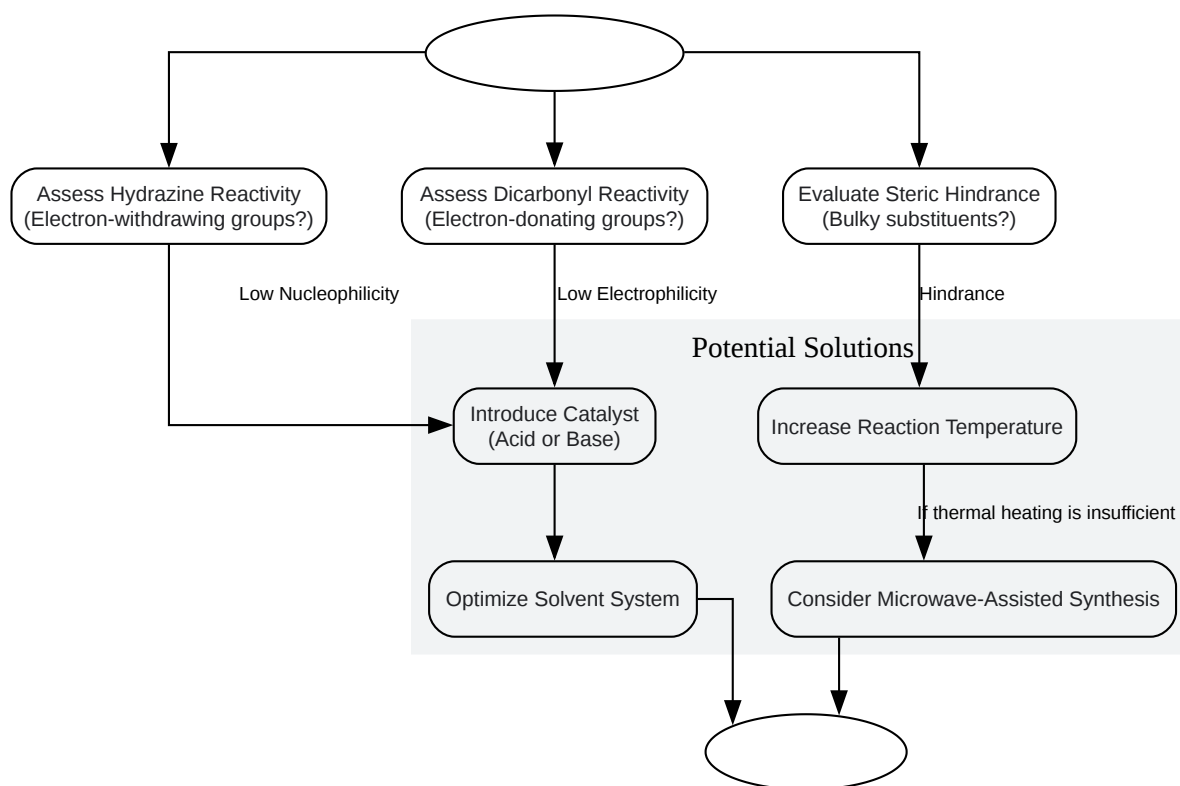 Assess Hydrazine Reactivity
(Electron-withdrawing groups?)
Assess Dicarbonyl Reactivity
(Electron-donating groups?)
Evaluate Steric Hindrance
(Bulky substituents?)
Low Nucleophilicity
Low Electrophilicity
Hindrance
Potential Solutions
Introduce Catalyst
(Acid or Base)
Increase Reaction Temperature
If thermal heating is insufficient
Optimize Solvent System
Consider Microwave-Assisted Synthesis